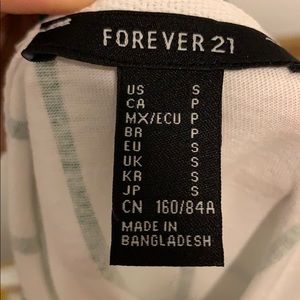 FOREVER 21
US S
CA P
MX/ECU P
BR P
EU S
UK S
KR S
JP S
CN 160/84A
MADE IN
BANGLADESH